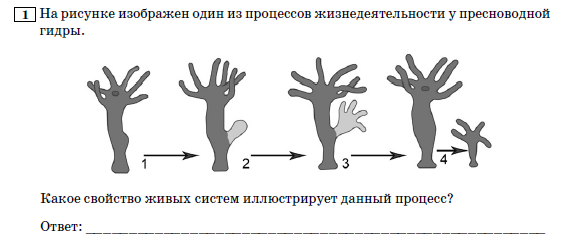 1 На рисунке изображен один из процессов жизнедеятельности у пресноводной
гидры.
1 2 3 4
Какое свойство живых систем иллюстрирует данный процесс?
Ответ: